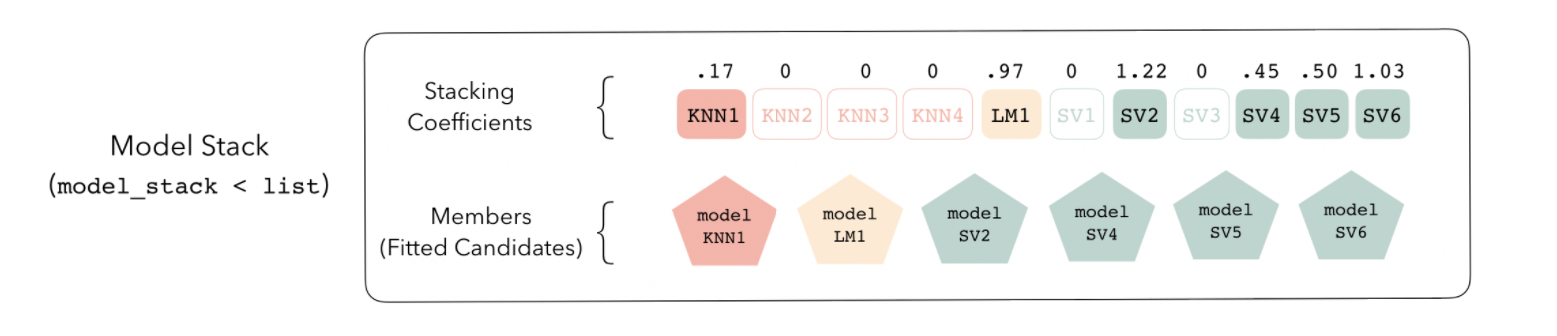 Model Stack
(model_stack < list)
Stacking
Coefficients
.17 0 0 0 .97 0 1.22 0 .45 .50 1.03
KNN1 KNN2 KNN3 KNN4 LM1 SV1 SV2 SV3 SV4 SV5 SV6
Members
(Fitted Candidates)
model
KNN1
model
LM1
model
SV2
model
SV4
model
SV5
model
SV6